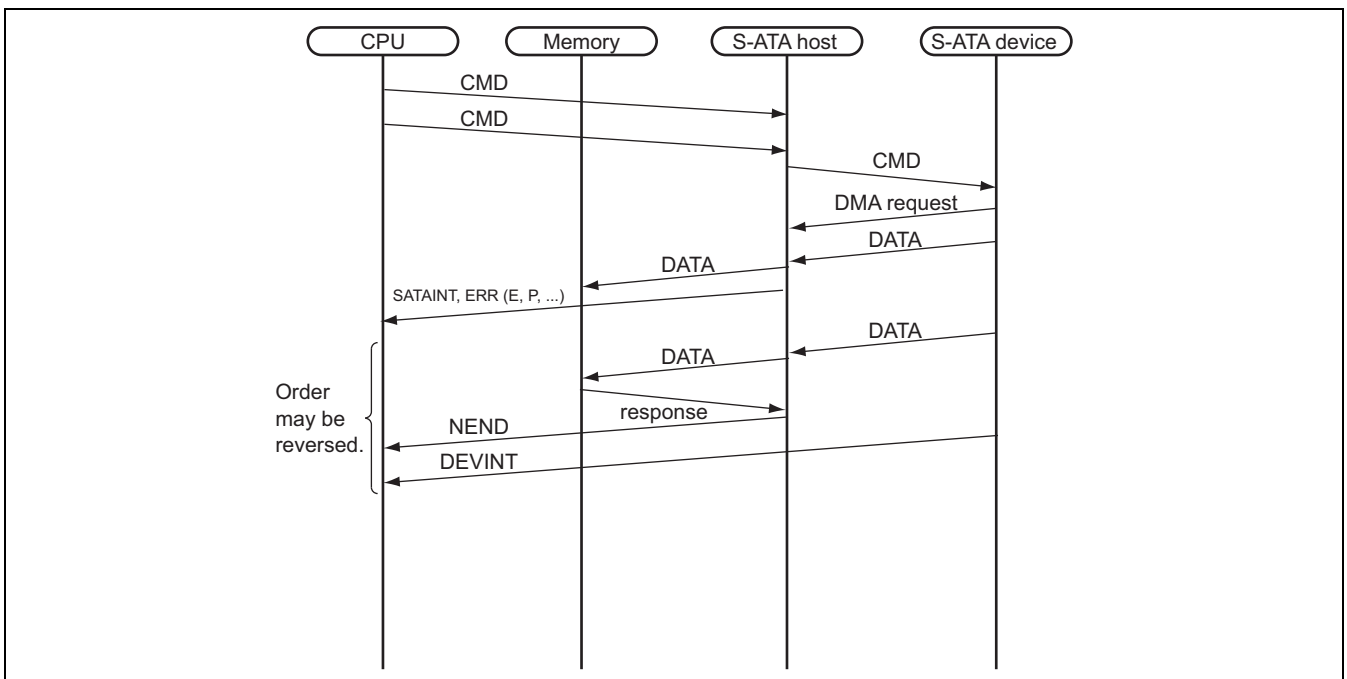 CPU
Memory
S-ATA host
S-ATA device
CMD
CMD
CMD
DMA request
DATA
DATA
SATAINT, ERR (E, P, ...)
DATA
DATA
Order
may be
reversed.
response
NEND
DEVINT